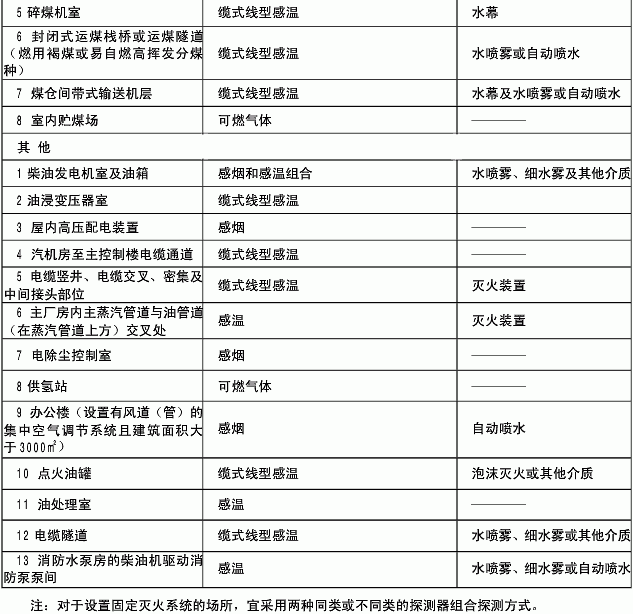 5 碎煤机室 缆式线型感温 水幕
6 封闭式运煤栈桥或运煤隧道
（燃用褐煤或易自燃高挥发分煤
种） 缆式线型感温 水喷雾或自动喷水
7 煤仓间带式输送机层 缆式线型感温 水幕及水喷雾或自动喷水
8 室内贮煤场 可燃气体 ————
其 他
1 柴油发电机室及油箱 感烟和感温组合 水喷雾、细水雾及其他介质
2 油浸变压器室 缆式线型感温
3 屋内高压配电装置 感烟 ————
4 汽机房至主控制楼电缆通道 缆式线型感温 ————
5 电缆竖井、电缆交叉、密集及
中间接头部位 缆式线型感温 灭火装置
6 主厂房内主蒸汽管道与油管道
（在蒸汽管道上方）交叉处 感温 灭火装置
7 电除尘控制室 感烟 ————
8 供氢站 可燃气体 ————
9 办公楼（设置有风道（管）的
集中空气调节系统且建筑面积大
于3000㎡） 感烟 自动喷水
10 点火油罐 缆式线型感温 泡沫灭火或其他介质
11 油处理室 感温 ————
12 电缆隧道 缆式线型感温 水喷雾、细水雾或其他介质
13 消防水泵房的柴油机驱动消
防泵泵间 感温 水喷雾、细水雾或自动喷水
注：对于设置固定灭火系统的场所，宜采用两种同类或不同类的探测器组合探测方式。